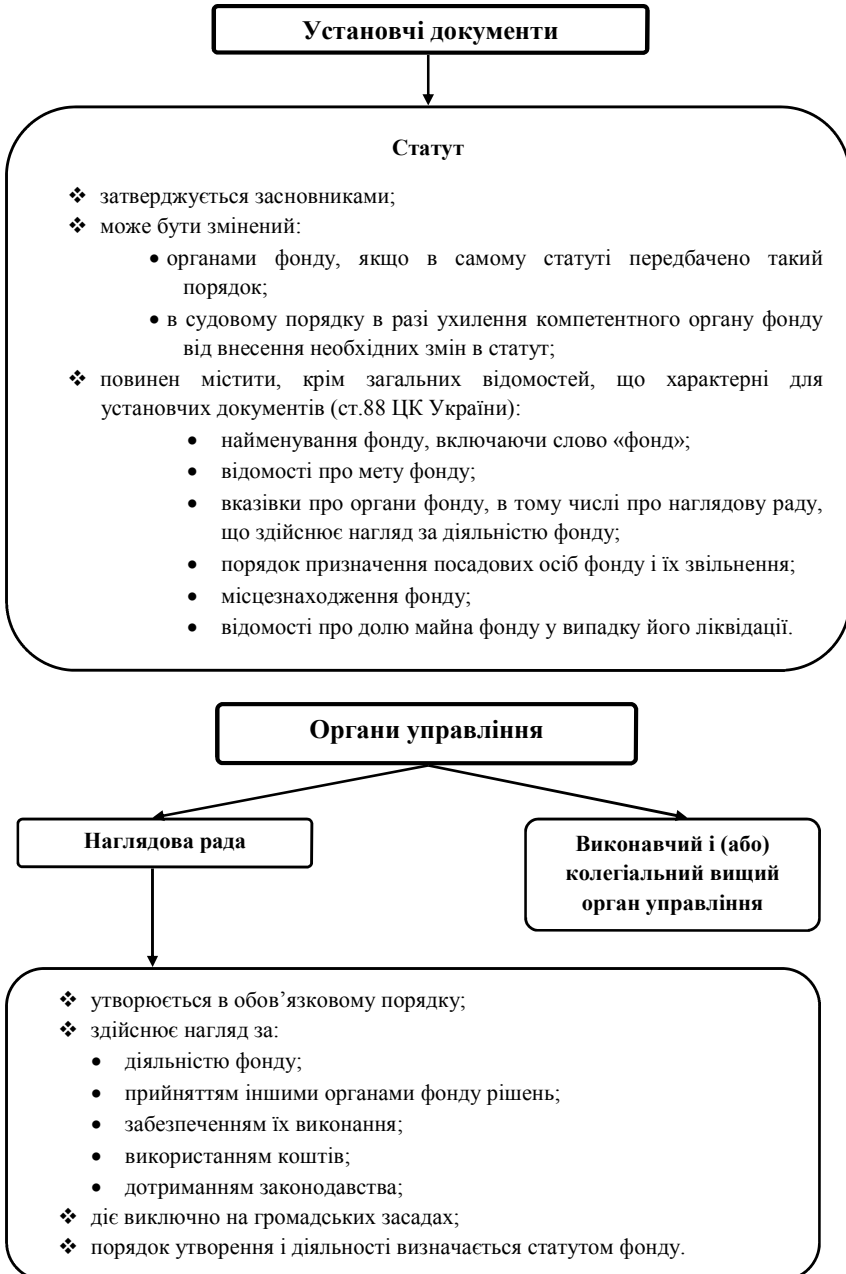 Установчі документи
Статут
❖ затверджується засновниками;
❖ може бути змінений:
• органами фонду, якщо в самому статуті передбачено такий
порядок;
• в судовому порядку в разі ухилення компетентного органу фонду
від внесення необхідних змін в статут;
❖ повинен містити, крім загальних відомостей, що характерні для
установчих документів (ст.88 ЦК України):
• найменування фонду, включаючи слово «фонд»;
• відомості про мету фонду;
• вказівки про органи фонду, в тому числі про наглядову раду,
що здійснює нагляд за діяльністю фонду;
• порядок призначення посадових осіб фонду і їх звільнення;
• місцезнаходження фонду;
• відомості про долю майна фонду у випадку його ліквідації.
Органи управління
Наглядова рада
Виконавчий і (або)
колегіальний вищий
орган управління
❖ утворюється в обов’язковому порядку;
❖ здійснює нагляд за:
• діяльністю фонду;
• прийняттям іншими органами фонду рішень;
• забезпеченням їх виконання;
• використанням коштів;
• дотриманням законодавства;
❖ діє виключно на громадських засадах;
❖ порядок утворення і діяльності визначається статутом фонду.